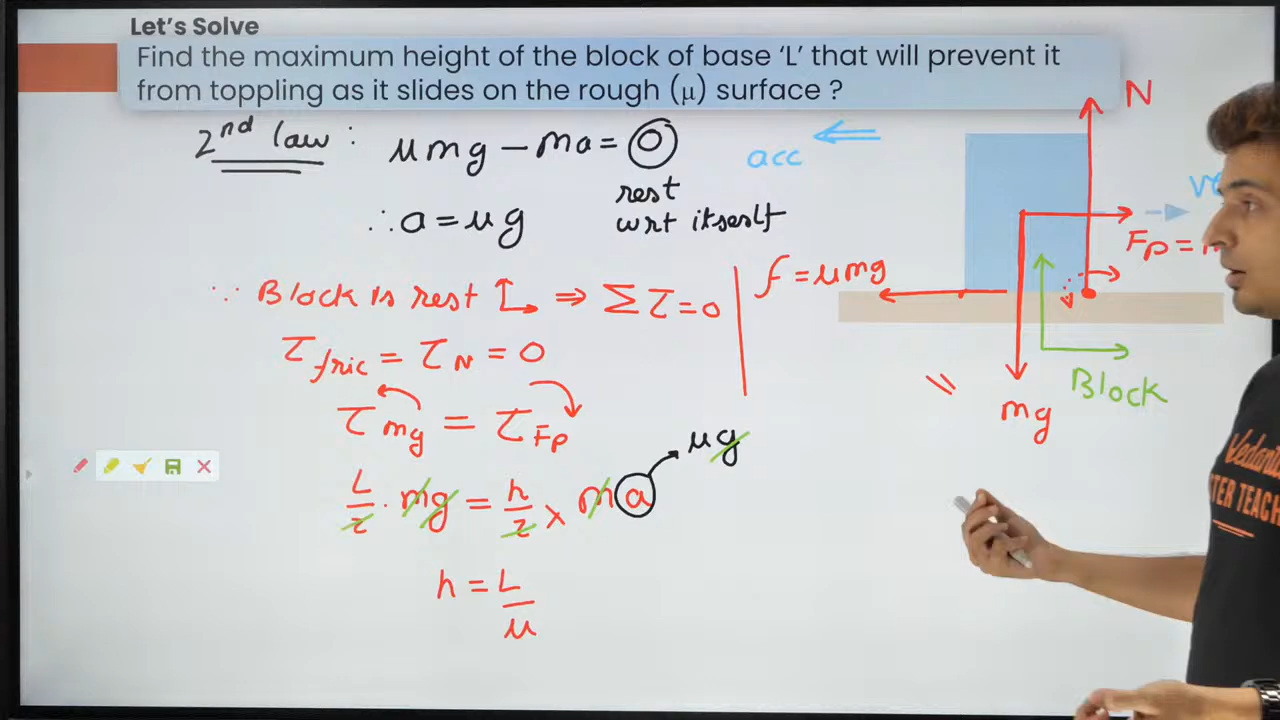 Let's Solve
Find the maximum height of the block of base 'L' that will prevent it
from toppling as it slides on the rough (μ) surface ?
2nd law : μmg – ma = 0
rest
wrt itself
∴ a = μg
acc
N
∵ Block is rest ⇒ Στ = 0
f = μmg
Fp =
τfric = τN = 0
τmg = τFp
mg
Block
μg
L/2 · mg = h/2 × ma
h = L/μ